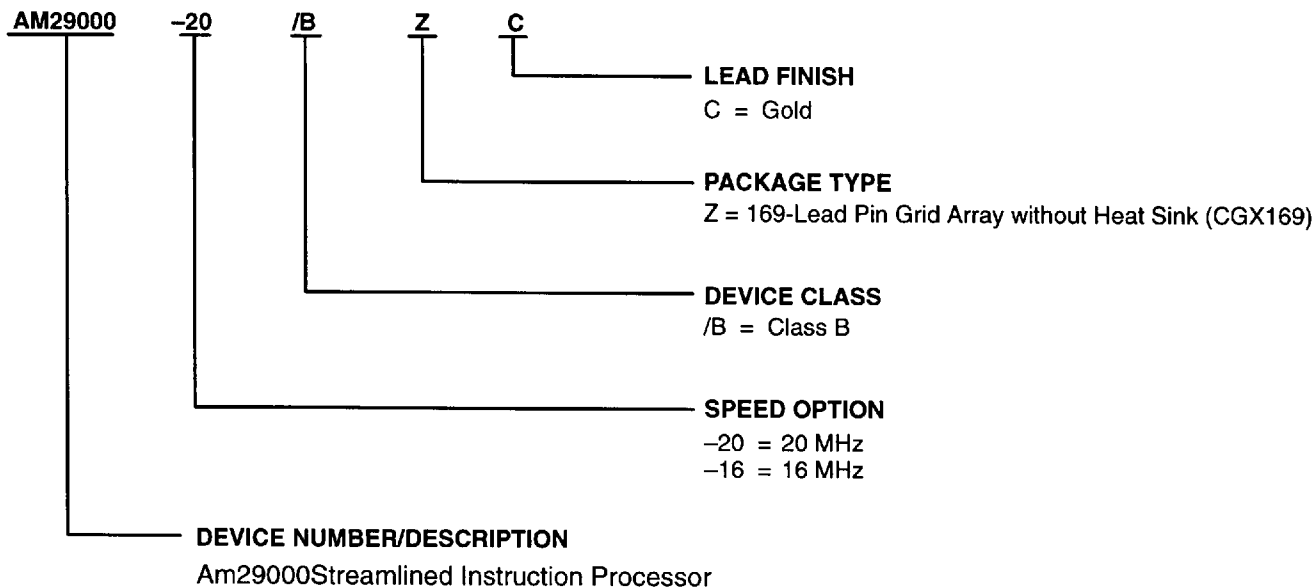 AM29000 –20 /B Z C
LEAD FINISH
C = Gold
PACKAGE TYPE
Z = 169-Lead Pin Grid Array without Heat Sink (CGX169)
DEVICE CLASS
/B = Class B
SPEED OPTION
–20 = 20 MHz
–16 = 16 MHz
DEVICE NUMBER/DESCRIPTION
Am29000Streamlined Instruction Processor